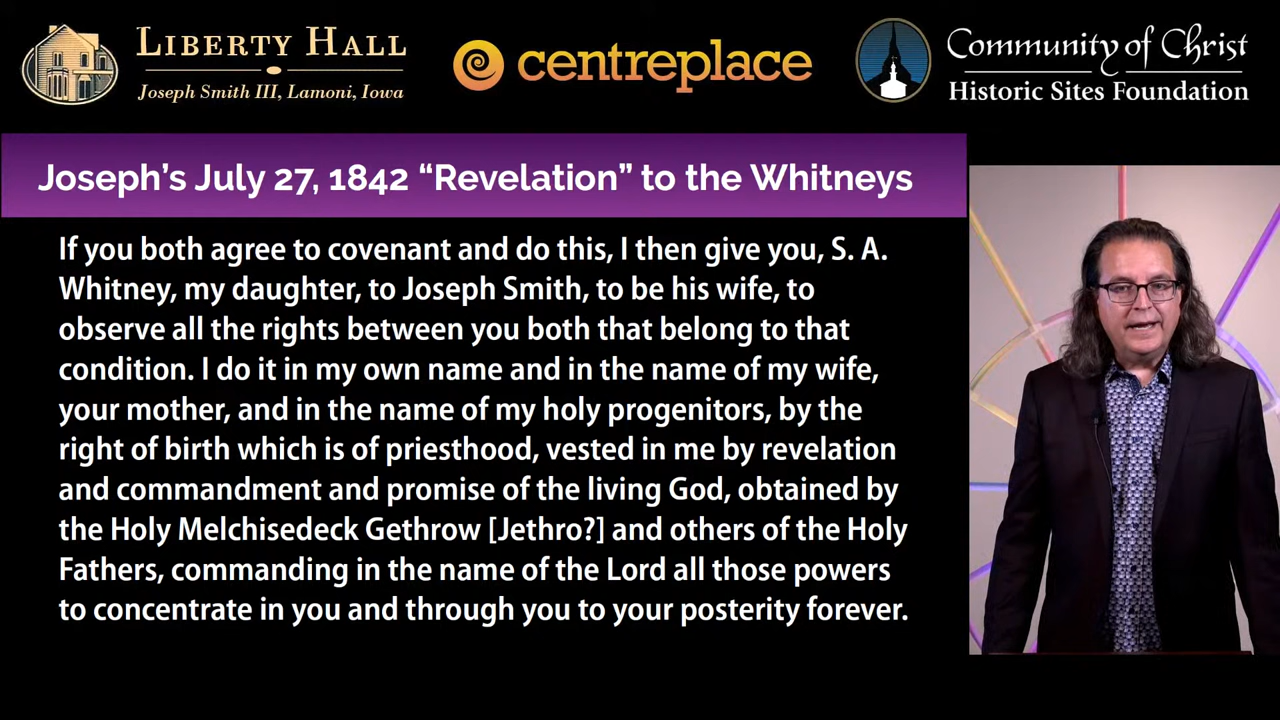 LIBERTY HALL
Joseph Smith III, Lamoni, Iowa
centreplace
Community of Christ
Historic Sites Foundation
Joseph's July 27, 1842 “Revelation” to the Whitneys
If you both agree to covenant and do this, I then give you, S. A.
Whitney, my daughter, to Joseph Smith, to be his wife, to
observe all the rights between you both that belong to that
condition. I do it in my own name and in the name of my wife,
your mother, and in the name of my holy progenitors, by the
right of birth which is of priesthood, vested in me by revelation
and commandment and promise of the living God, obtained by
the Holy Melchisedeck Gethrow [Jethro?] and others of the Holy
Fathers, commanding in the name of the Lord all those powers
to concentrate in you and through you to your posterity forever.